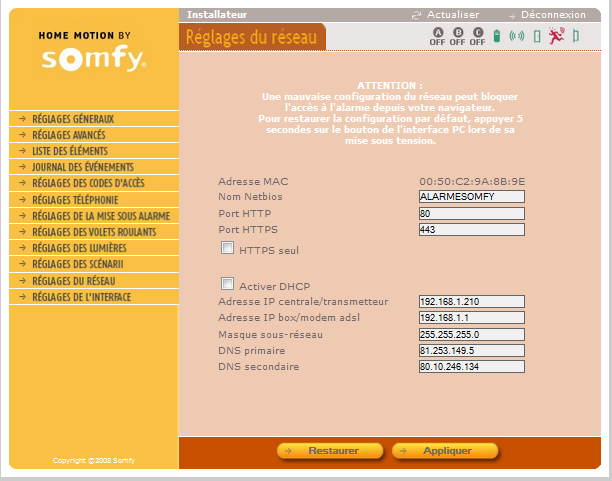 Installateur
Actualiser
Déconnexion
HOME MOTION BY
somfy.
Réglages du réseau
A B C
OFF OFF OFF
ATTENTION :
Une mauvaise configuration du réseau peut bloquer
l'accès à l'alarme depuis votre navigateur.
Pour restaurer la configuration par défaut, appuyer 5
secondes sur le bouton de l'interface PC lors de sa
mise sous tension.
RÉGLAGES GÉNERAUX
RÉGLAGES AVANCÉS
LISTE DES ÉLÉMENTS
JOURNAL DES ÉVÉNEMENTS
RÉGLAGES DES CODES D'ACCÈS
RÉGLAGES TÉLÉPHONIE
RÉGLAGES DE LA MISE SOUS ALARME
RÉGLAGES DES VOLETS ROULANTS
RÉGLAGES DES LUMIÈRES
RÉGLAGES DES SCÉNARII
RÉGLAGES DU RÉSEAU
RÉGLAGES DE L'INTERFACE
Adresse MAC 00:50:C2:9A:8B:9E
Nom Netbios ALARMESOMFY
Port HTTP 80
Port HTTPS 443
HTTPS seul
Activer DHCP
Adresse IP centrale/transmetteur 192.168.1.210
Adresse IP box/modem adsl 192.168.1.1
Masque sous-réseau 255.255.255.0
DNS primaire 81.253.149.5
DNS secondaire 80.10.246.134
Restaurer
Appliquer
Copyright ©2008 Somfy